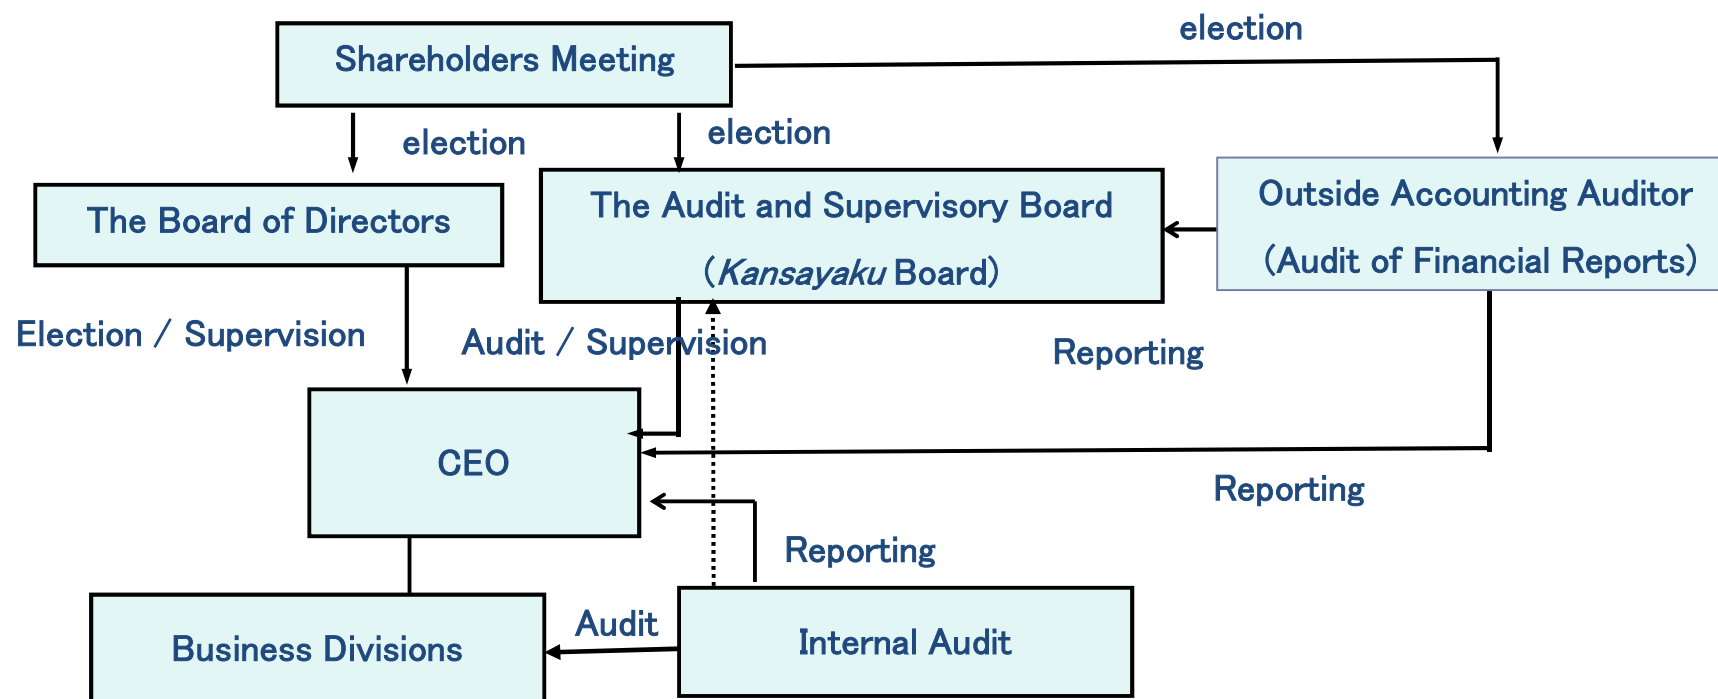 election
Shareholders Meeting
election
election
The Board of Directors
The Audit and Supervisory Board
(Kansayaku Board)
Outside Accounting Auditor
(Audit of Financial Reports)
Election / Supervision
Audit / Supervision
Reporting
CEO
Reporting
Reporting
Business Divisions
Audit
Internal Audit